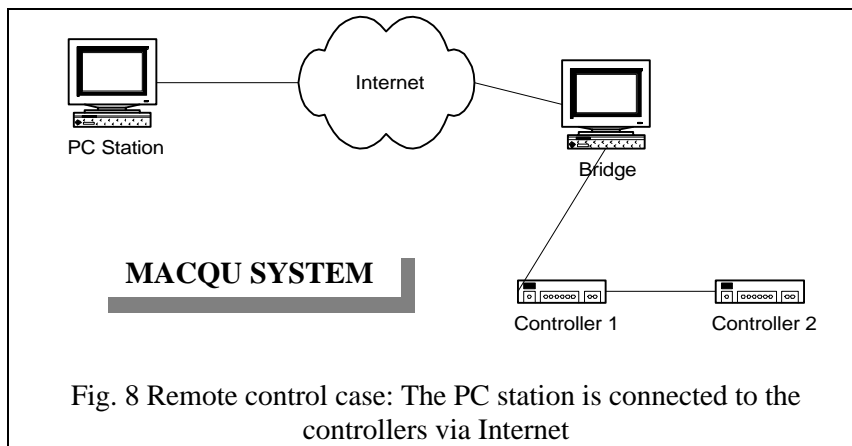 Internet
PC Station
Bridge
MACQU SYSTEM
Controller 1
Controller 2
Fig. 8 Remote control case: The PC station is connected to the
controllers via Internet